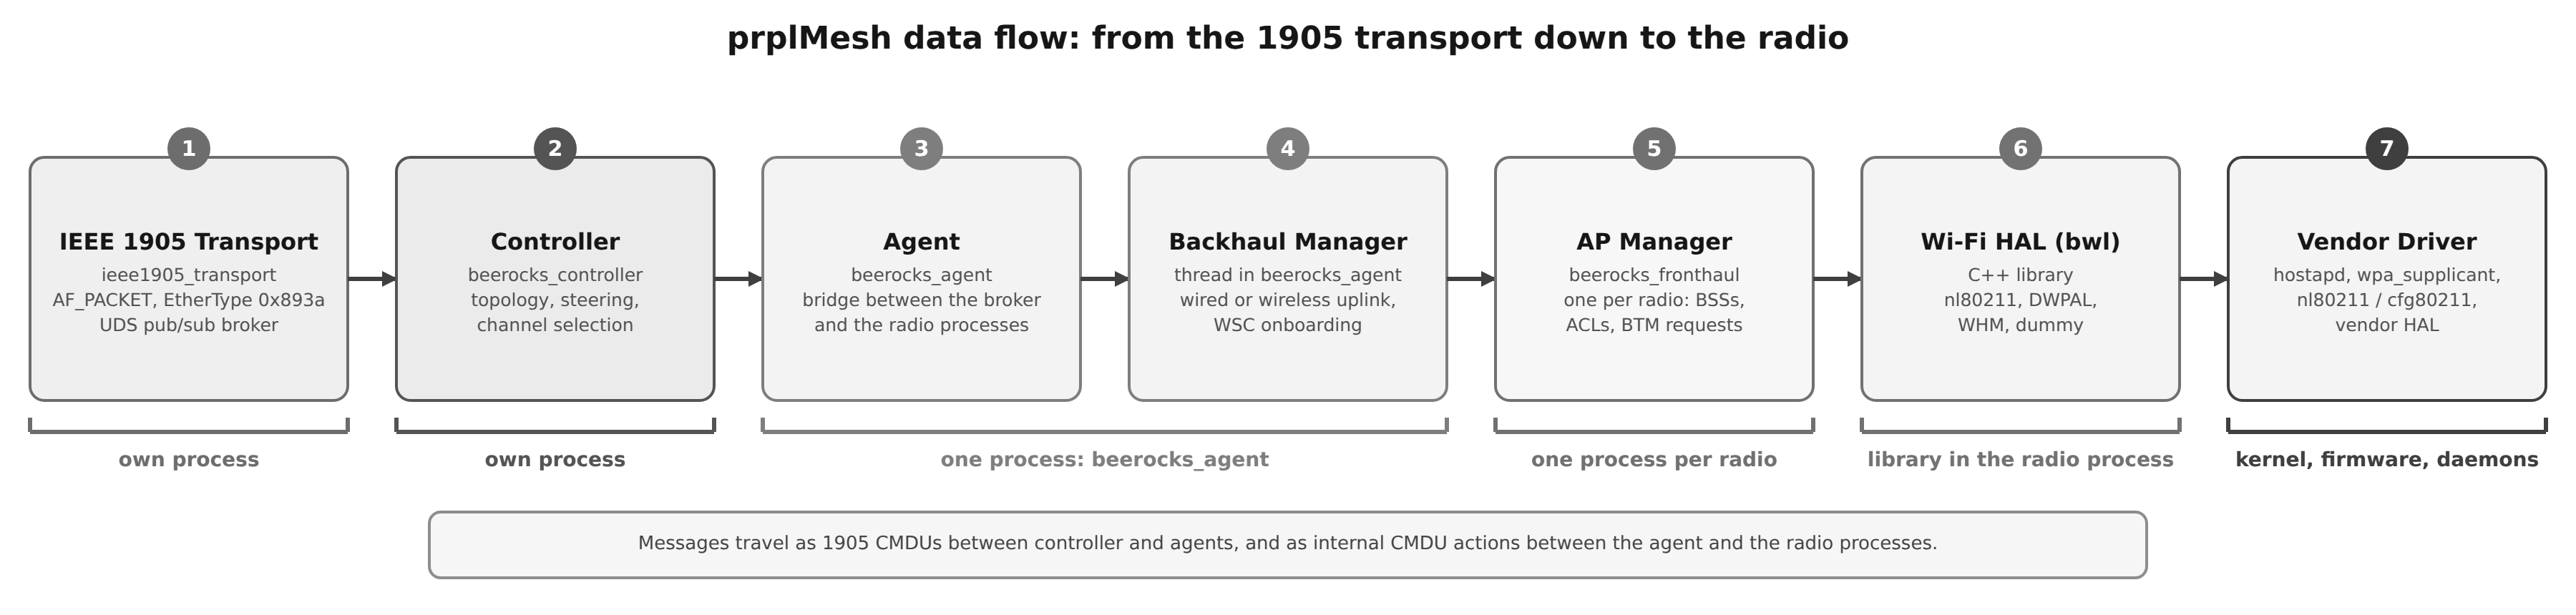 prplMesh data flow: from the 1905 transport down to the radio
1
IEEE 1905 Transport
ieee1905_transport
AF_PACKET, EtherType 0x893a
UDS pub/sub broker
own process
2
Controller
beerocks_controller
topology, steering,
channel selection
own process
3
Agent
beerocks_agent
bridge between the broker
and the radio processes
4
Backhaul Manager
thread in beerocks_agent
wired or wireless uplink,
WSC onboarding
one process: beerocks_agent
5
AP Manager
beerocks_fronthaul
one per radio: BSSs,
ACLs, BTM requests
one process per radio
6
Wi-Fi HAL (bwl)
C++ library
nl80211, DWPAL,
WHM, dummy
library in the radio process
7
Vendor Driver
hostapd, wpa_supplicant,
nl80211 / cfg80211,
vendor HAL
kernel, firmware, daemons
Messages travel as 1905 CMDUs between controller and agents, and as internal CMDU actions between the agent and the radio processes.